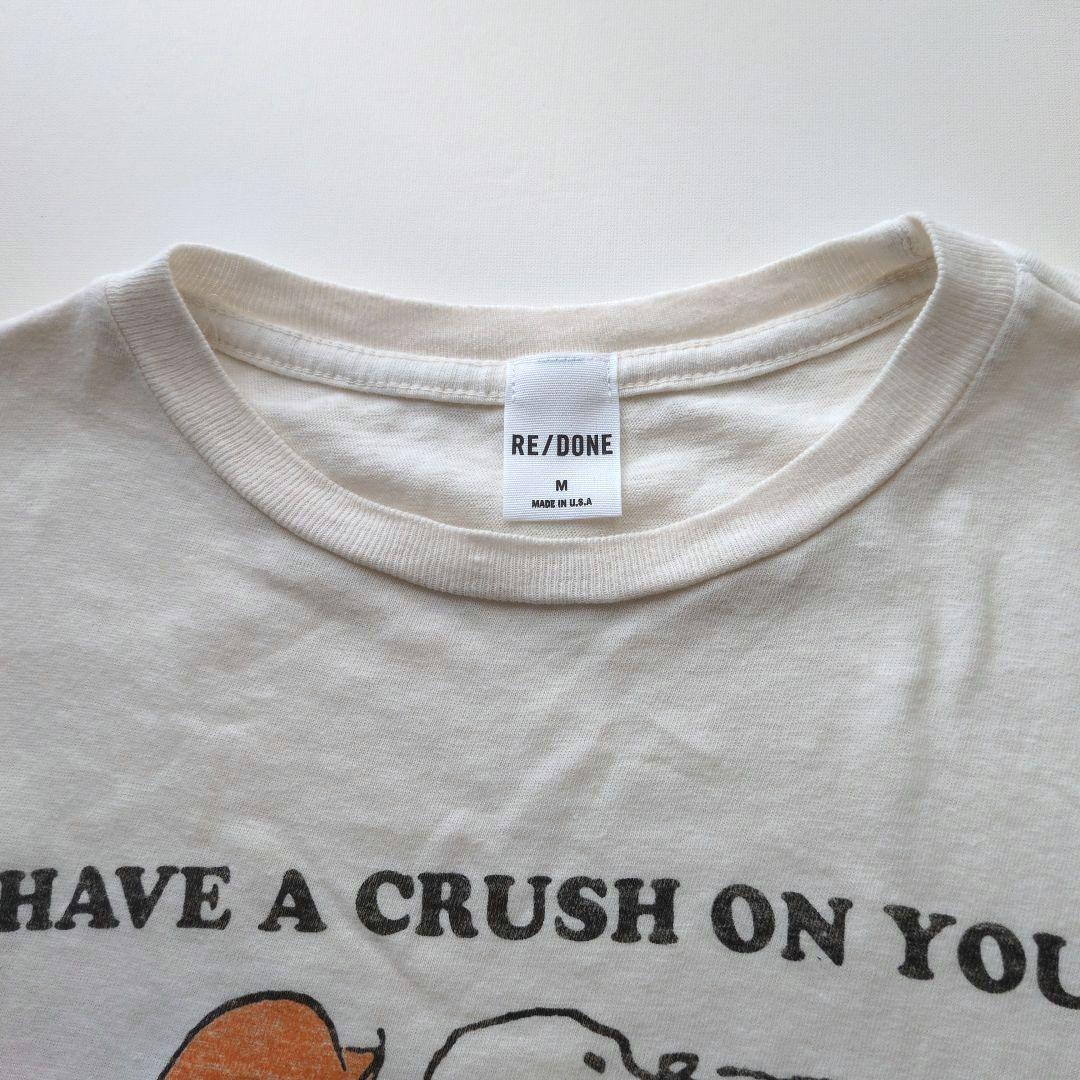 RE/DONE
M
MADE IN U.S.A
HAVE A CRUSH ON YOU